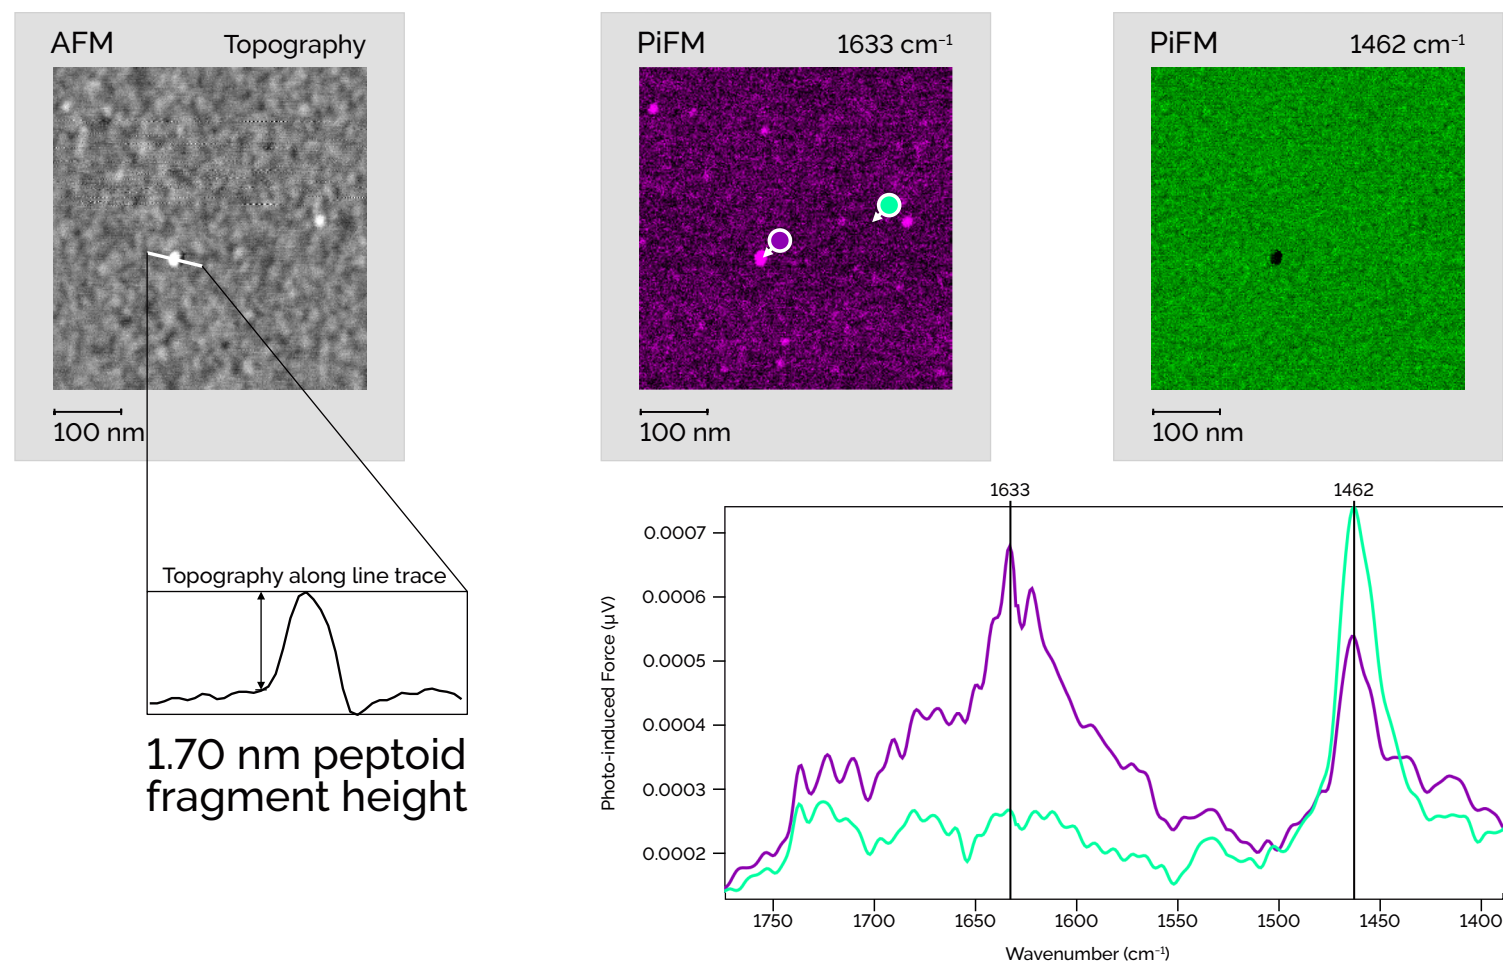 AFM
Topography
100 nm
Topography along line trace
1.70 nm peptoid
fragment height
PiFM
1633 cm⁻¹
100 nm
PiFM
1462 cm⁻¹
100 nm
1633
1462
0.0007
0.0006
0.0005
0.0004
0.0003
0.0002
Photo-induced Force (µV)
1750
1700
1650
1600
1550
1500
1450
1400
Wavenumber (cm⁻¹)